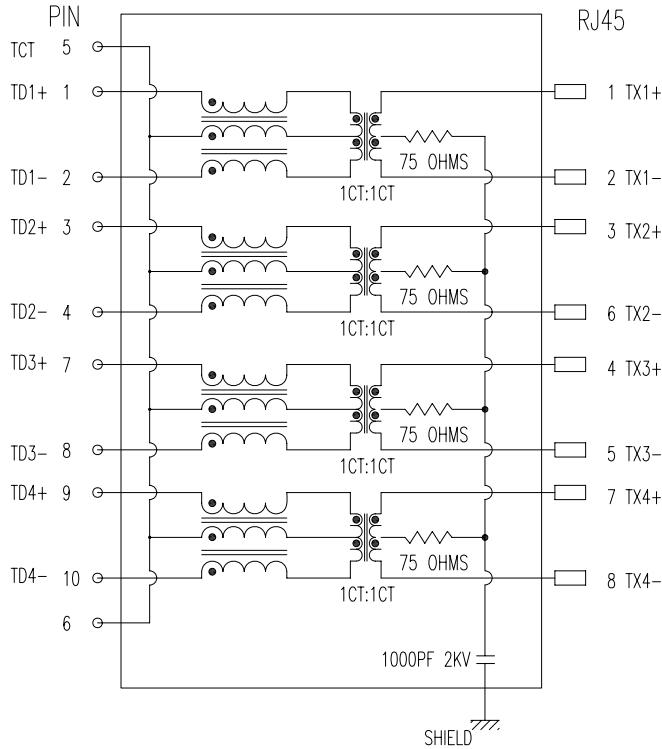 PIN RJ45
TCT 5
TD1+ 1 1 TX1+
75 OHMS
TD1- 2 2 TX1-
1CT:1CT
TD2+ 3 3 TX2+
75 OHMS
TD2- 4 6 TX2-
1CT:1CT
TD3+ 7 4 TX3+
75 OHMS
TD3- 8 5 TX3-
1CT:1CT
TD4+ 9 7 TX4+
75 OHMS
TD4- 10 8 TX4-
1CT:1CT
6
1000PF 2KV
SHIELD